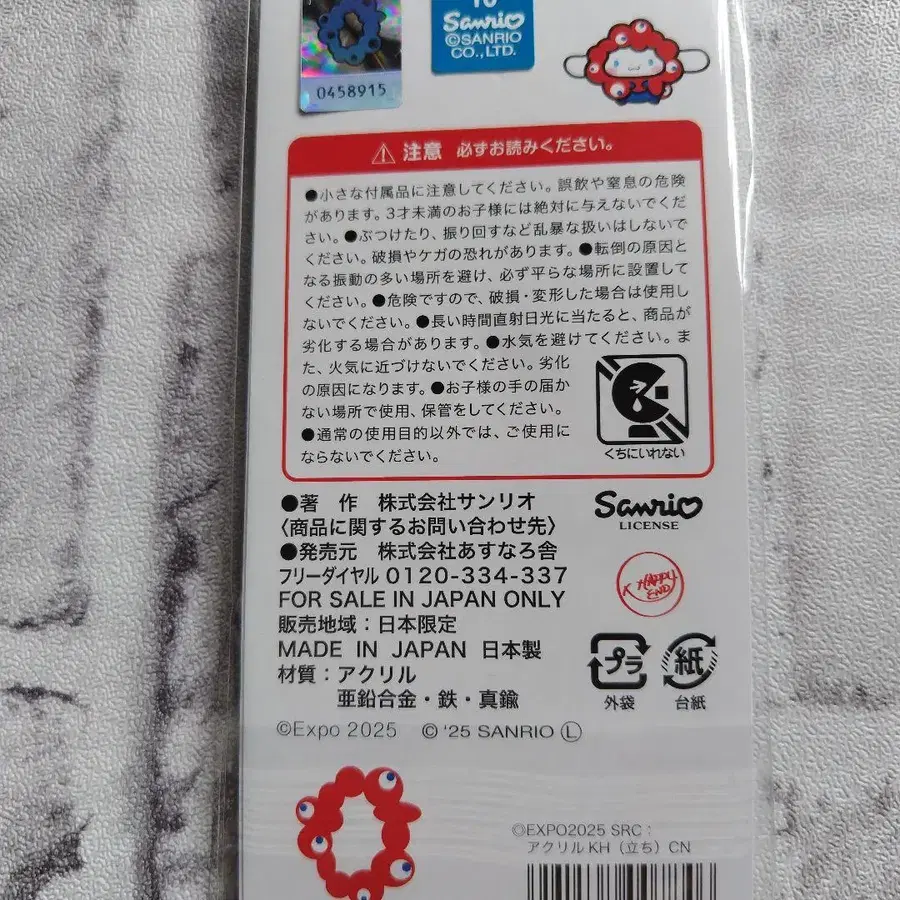 0458915
Sanrio
©SANRIO
CO.,LTD.
注意 必ずお読みください。
●小さな付属品に注意してください。誤飲や窒息の危険
があります。3才未満のお子様には絶対に与えないでくだ
さい。●ぶつけたり、振り回すなど乱暴な扱いはしないで
ください。破損やケガの恐れがあります。●転倒の原因と
なる振動の多い場所を避け、必ず平らな場所に設置して
ください。●危険ですので、破損・変形した場合は使用し
ないでください。●長い時間直射日光に当たると、商品が
劣化する場合があります。●水気を避けてください。ま
た、火気に近づけないでください。劣化
の原因になります。●お子様の手の届か
ない場所で使用、保管をしてください。
●通常の使用目的以外では、ご使用に
ならないでください。
くちにいれない
●著 作 株式会社サンリオ
〈商品に関するお問い合わせ先〉
●発売元 株式会社あすなろ舎
フリーダイヤル 0120-334-337
FOR SALE IN JAPAN ONLY
販売地域：日本限定
MADE IN JAPAN 日本製
材質：アクリル
亜鉛合金・鉄・真鍮
©Expo 2025 © '25 SANRIO Ⓛ
Sanrio
LICENSE
HAPPY
END
プラ
外袋
紙
台紙
©EXPO2025 SRC：
アクリルKH（立ち）CN